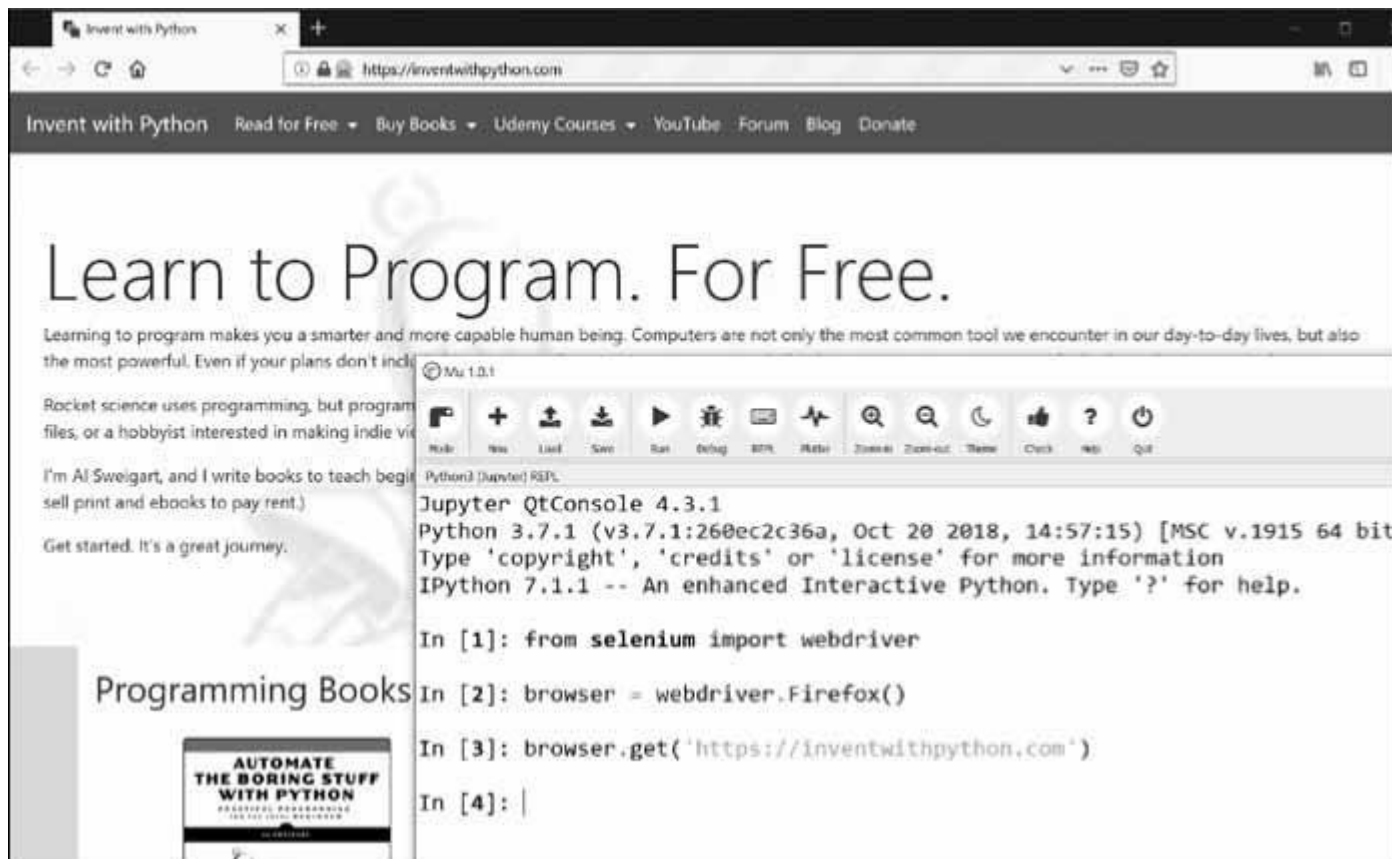 Invent with Python
https://inventwithpython.com
Invent with Python Read for Free Buy Books Udemy Courses YouTube Forum Blog Donate
Learn to Program. For Free.
Learning to program makes you a smarter and more capable human being. Computers are not only the most common tool we encounter in our day-to-day lives, but also
the most powerful. Even if your plans don't incl
Rocket science uses programming, but program
files, or a hobbyist interested in making indie vi
I'm Al Sweigart, and I write books to teach begi
sell print and ebooks to pay rent.)
Get started. It's a great journey.
Programming Books
AUTOMATE
THE BORING STUFF
WITH PYTHON
PRACTICAL PROGRAMMING
FOR TOTAL BEGINNERS
AL SWEIGART
Mu 1.0.1
Mode New Load Save Run Debug REPL Plotter Zoom-in Zoom-out Theme Check Help Quit
Python3 (Jupyter) REPL
Jupyter QtConsole 4.3.1
Python 3.7.1 (v3.7.1:260ec2c36a, Oct 20 2018, 14:57:15) [MSC v.1915 64 bit
Type 'copyright', 'credits' or 'license' for more information
IPython 7.1.1 -- An enhanced Interactive Python. Type '?' for help.
In [1]: from selenium import webdriver
In [2]: browser = webdriver.Firefox()
In [3]: browser.get('https://inventwithpython.com')
In [4]: